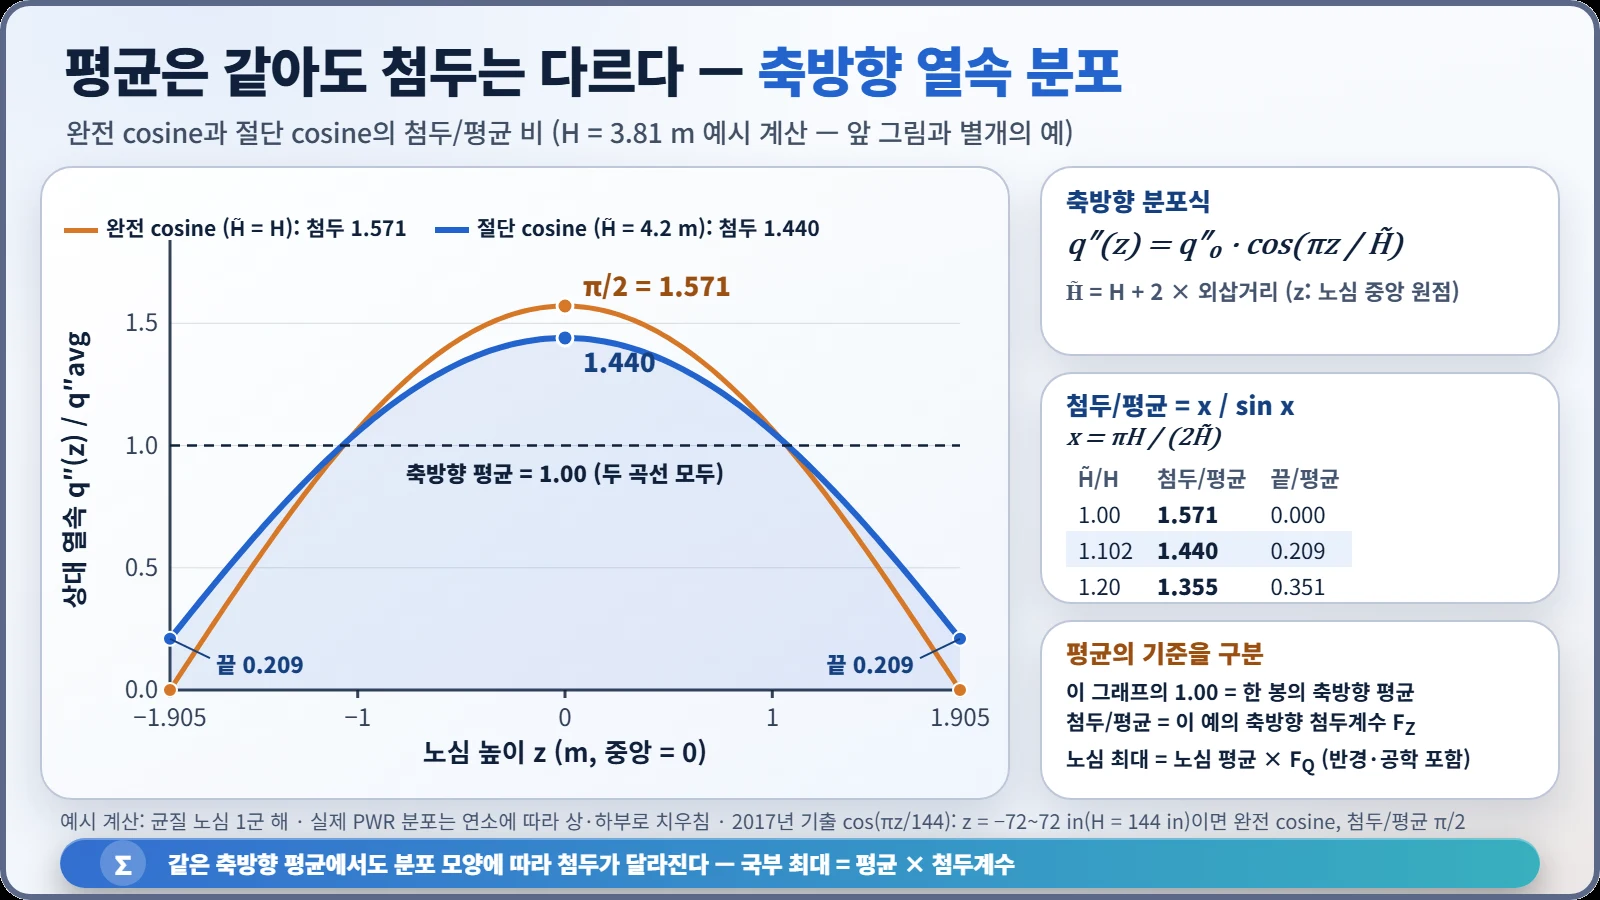 평균은 같아도 첨두는 다르다 — 축방향 열속 분포
완전 cosine과 절단 cosine의 첨두/평균 비 (H = 3.81 m 예시 계산 — 앞 그림과 별개의 예)
완전 cosine (H̃ = H): 첨두 1.571
절단 cosine (H̃ = 4.2 m): 첨두 1.440
π/2 = 1.571
1.440
축방향 평균 = 1.00 (두 곡선 모두)
끝 0.209
끝 0.209
상대 열속 q″(z) / q″avg
1.5
1.0
0.5
0.0
−1.905
−1
0
1
1.905
노심 높이 z (m, 중앙 = 0)
축방향 분포식
q″(z) = q″₀ · cos(πz / H̃)
H̃ = H + 2 × 외삽거리 (z: 노심 중앙 원점)
첨두/평균 = x / sin x
x = πH / (2H̃)
H̃/H 첨두/평균 끝/평균
1.00 1.571 0.000
1.102 1.440 0.209
1.20 1.355 0.351
평균의 기준을 구분
이 그래프의 1.00 = 한 봉의 축방향 평균
첨두/평균 = 이 예의 축방향 첨두계수 F_Z
노심 최대 = 노심 평균 × F_Q (반경·공학 포함)
예시 계산: 균질 노심 1군 해 · 실제 PWR 분포는 연소에 따라 상·하부로 치우침 · 2017년 기출 cos(πz/144): z = −72~72 in(H = 144 in)이면 완전 cosine, 첨두/평균 π/2
Σ 같은 축방향 평균에서도 분포 모양에 따라 첨두가 달라진다 — 국부 최대 = 평균 × 첨두계수